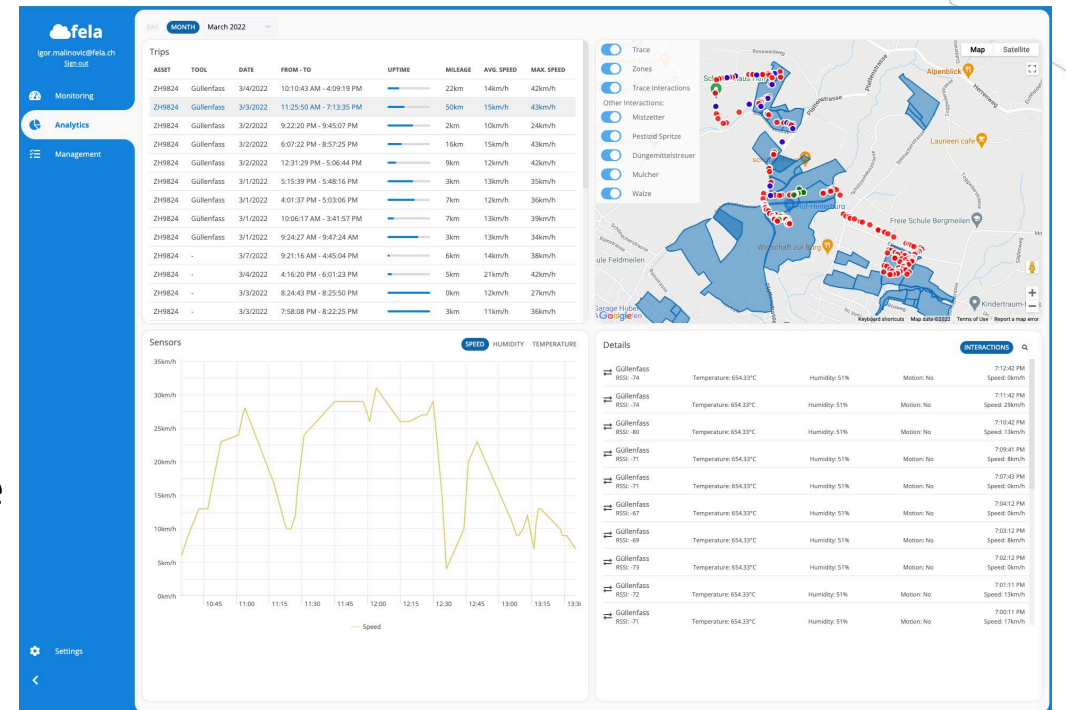 fela
igor.malinovic@fela.ch
Sign out
Monitoring
Analytics
Management
Settings
DAY MONTH March 2022
Trips
ASSET TOOL DATE FROM - TO UPTIME MILEAGE AVG. SPEED MAX. SPEED
ZH9824 Güllenfass 3/4/2022 10:10:43 AM - 4:09:19 PM 22km 14km/h 42km/h
ZH9824 Güllenfass 3/3/2022 11:25:50 AM - 7:13:35 PM 50km 15km/h 43km/h
ZH9824 Güllenfass 3/2/2022 9:22:20 PM - 9:45:07 PM 2km 10km/h 24km/h
ZH9824 Güllenfass 3/2/2022 6:07:22 PM - 8:57:25 PM 16km 15km/h 43km/h
ZH9824 Güllenfass 3/2/2022 12:31:29 PM - 5:06:44 PM 9km 12km/h 42km/h
ZH9824 Güllenfass 3/1/2022 5:15:39 PM - 5:48:16 PM 3km 13km/h 35km/h
ZH9824 Güllenfass 3/1/2022 4:01:37 PM - 5:03:06 PM 7km 12km/h 36km/h
ZH9824 Güllenfass 3/1/2022 10:06:17 AM - 3:41:57 PM 7km 13km/h 39km/h
ZH9824 Güllenfass 3/1/2022 9:24:27 AM - 9:47:24 AM 3km 13km/h 34km/h
ZH9824 - 3/7/2022 9:21:16 AM - 4:45:04 PM 6km 14km/h 38km/h
ZH9824 - 3/4/2022 4:16:20 PM - 6:01:23 PM 5km 21km/h 42km/h
ZH9824 - 3/3/2022 8:24:43 PM - 8:25:50 PM 0km 12km/h 27km/h
ZH9824 - 3/3/2022 7:58:08 PM - 8:22:25 PM 3km 11km/h 36km/h
Trace
Zones
Trace Interactions
Other Interactions:
Mistzetter
Pestizid Spritze
Düngemittelstreuer
Mulcher
Walze
Map Satellite
Alpenblick
Plattenstrasse
Laurieen cafe
Hof-Hinterburg
Freie Schule Bergmeilen
Wirtschaft zur Burg
ule Feldmeilen
Garage Huber
Kindertraum-
Google
Keyboard shortcuts Map data ©2022 Terms of Use Report a map error
Sensors
SPEED HUMIDITY TEMPERATURE
35km/h
30km/h
25km/h
20km/h
15km/h
10km/h
5km/h
0km/h
10:45 11:00 11:15 11:30 11:45 12:00 12:15 12:30 12:45 13:00 13:15 13:3
Speed
Details
INTERACTIONS
Güllenfass 7:12:42 PM
RSSI: -74 Temperature: 654.33°C Humidity: 51% Motion: No Speed: 0km/h
Güllenfass 7:11:42 PM
RSSI: -74 Temperature: 654.33°C Humidity: 51% Motion: No Speed: 29km/h
Güllenfass 7:10:42 PM
RSSI: -80 Temperature: 654.33°C Humidity: 51% Motion: No Speed: 13km/h
Güllenfass 7:09:41 PM
RSSI: -71 Temperature: 654.33°C Humidity: 51% Motion: No Speed: 8km/h
Güllenfass 7:07:43 PM
RSSI: -71 Temperature: 654.33°C Humidity: 51% Motion: No Speed: 0km/h
Güllenfass 7:04:12 PM
RSSI: -67 Temperature: 654.33°C Humidity: 51% Motion: No Speed: 0km/h
Güllenfass 7:03:12 PM
RSSI: -69 Temperature: 654.33°C Humidity: 51% Motion: No Speed: 8km/h
Güllenfass 7:02:12 PM
RSSI: -73 Temperature: 654.33°C Humidity: 51% Motion: No Speed: 0km/h
Güllenfass 7:01:11 PM
RSSI: -72 Temperature: 654.33°C Humidity: 51% Motion: No Speed: 13km/h
Güllenfass 7:00:11 PM
RSSI: -71 Temperature: 654.33°C Humidity: 51% Motion: No Speed: 17km/h